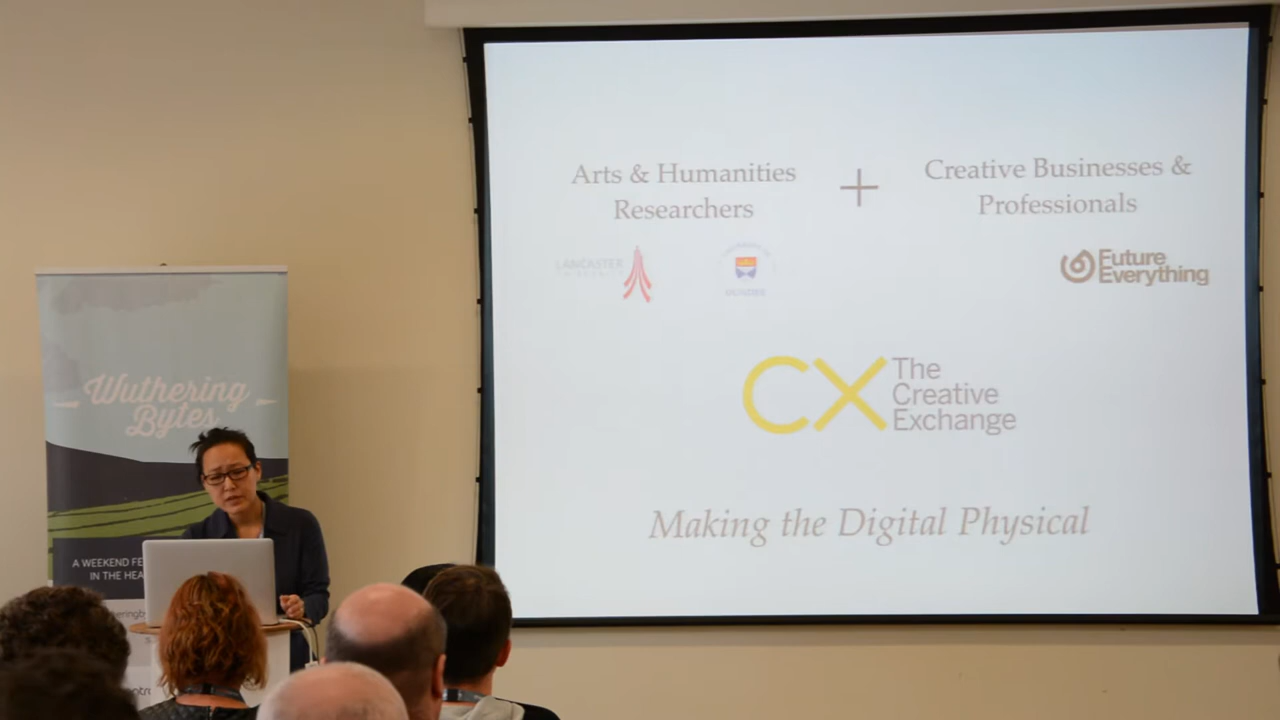 Arts & Humanities
Researchers
+
Creative Businesses &
Professionals
LANCASTER
Future
Everything
CX The
Creative
Exchange
Making the Digital Physical
Wuthering
Bytes
A WEEKEND FE
IN THE HEA